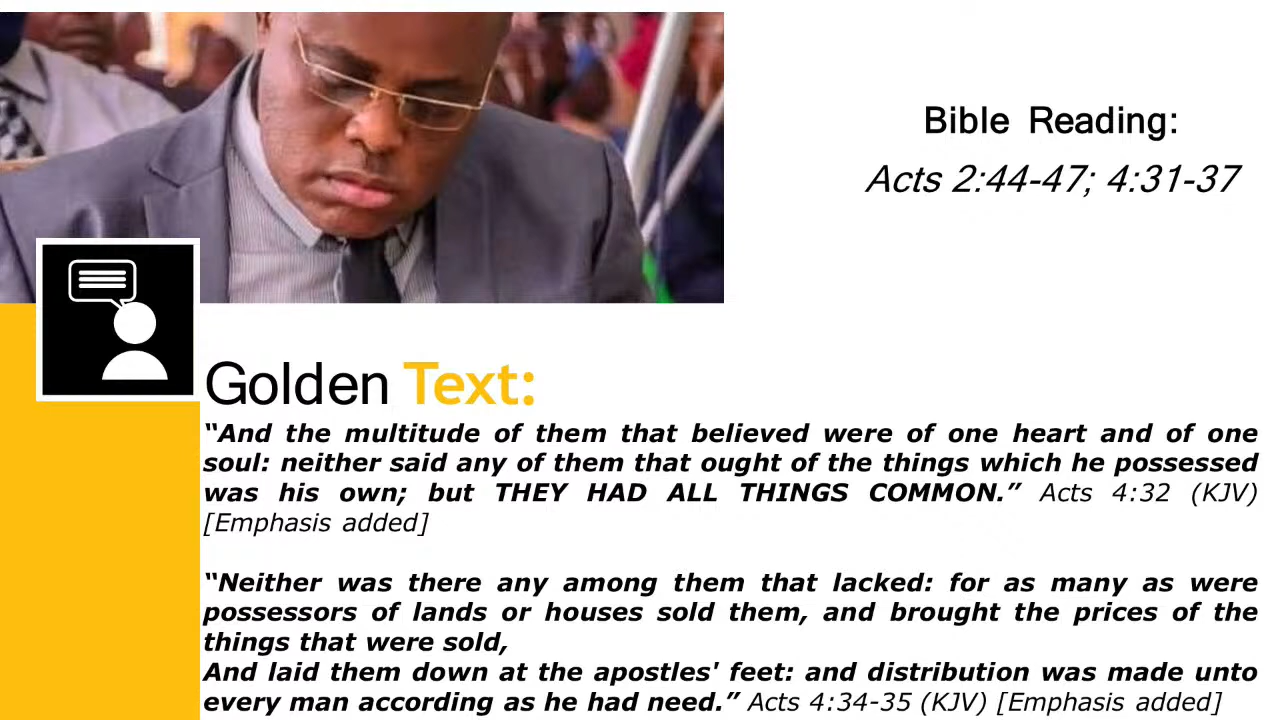 Bible Reading:
Acts 2:44-47; 4:31-37
Golden Text:
“And the multitude of them that believed were of one heart and of one
soul: neither said any of them that ought of the things which he possessed
was his own; but THEY HAD ALL THINGS COMMON.” Acts 4:32 (KJV)
[Emphasis added]
“Neither was there any among them that lacked: for as many as were
possessors of lands or houses sold them, and brought the prices of the
things that were sold,
And laid them down at the apostles' feet: and distribution was made unto
every man according as he had need.” Acts 4:34-35 (KJV) [Emphasis added]